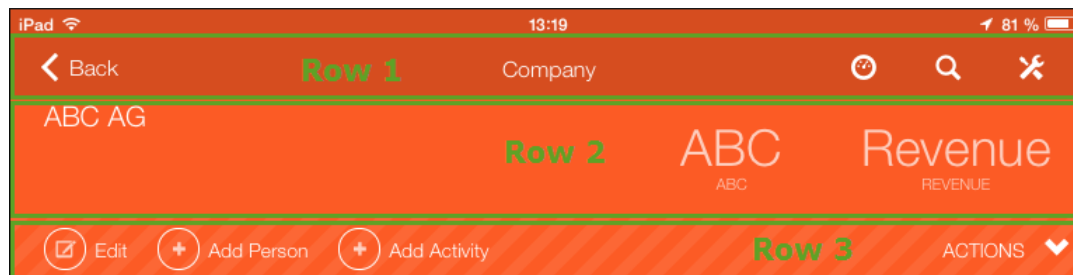 iPad 13:19 81 %
Back Row 1 Company
ABC AG
Row 2 ABC Revenue
ABC REVENUE
Edit Add Person Add Activity Row 3 ACTIONS